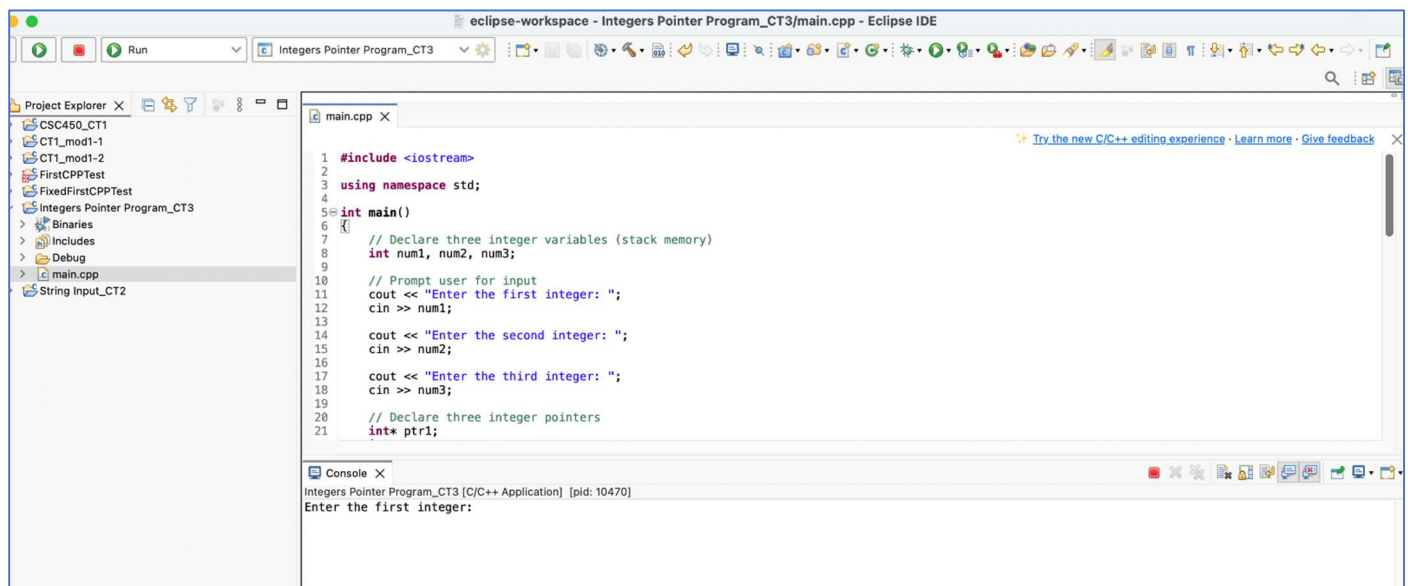 eclipse-workspace - Integers Pointer Program_CT3/main.cpp - Eclipse IDE
Run
Integers Pointer Program_CT3
Project Explorer
CSC450_CT1
CT1_mod1-1
CT1_mod1-2
FirstCPPTest
FixedFirstCPPTest
Integers Pointer Program_CT3
Binaries
Includes
Debug
main.cpp
String Input_CT2
main.cpp
Try the new C/C++ editing experience · Learn more · Give feedback
1 #include <iostream>
2
3 using namespace std;
4
5 int main()
6 {
7 // Declare three integer variables (stack memory)
8 int num1, num2, num3;
9
10 // Prompt user for input
11 cout << "Enter the first integer: ";
12 cin >> num1;
13
14 cout << "Enter the second integer: ";
15 cin >> num2;
16
17 cout << "Enter the third integer: ";
18 cin >> num3;
19
20 // Declare three integer pointers
21 int* ptr1;
Console
Integers Pointer Program_CT3 [C/C++ Application] [pid: 10470]
Enter the first integer: